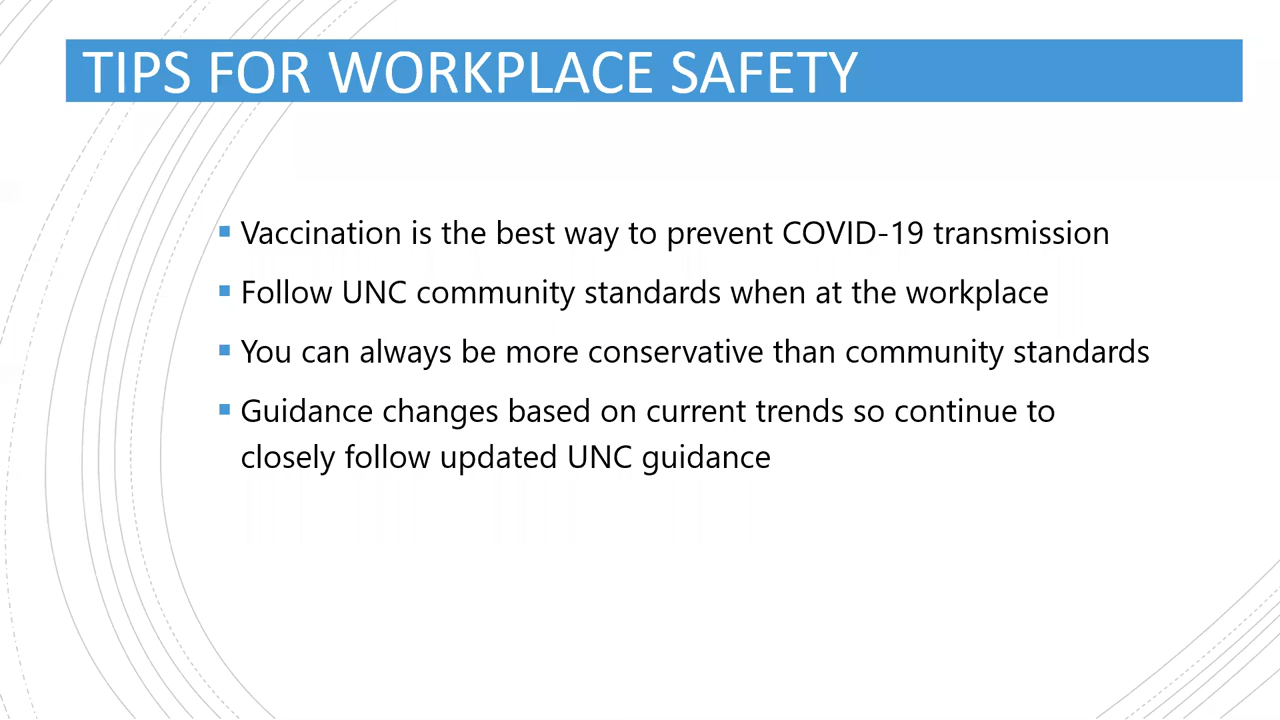 TIPS FOR WORKPLACE SAFETY
Vaccination is the best way to prevent COVID-19 transmission
Follow UNC community standards when at the workplace
You can always be more conservative than community standards
Guidance changes based on current trends so continue to
closely follow updated UNC guidance